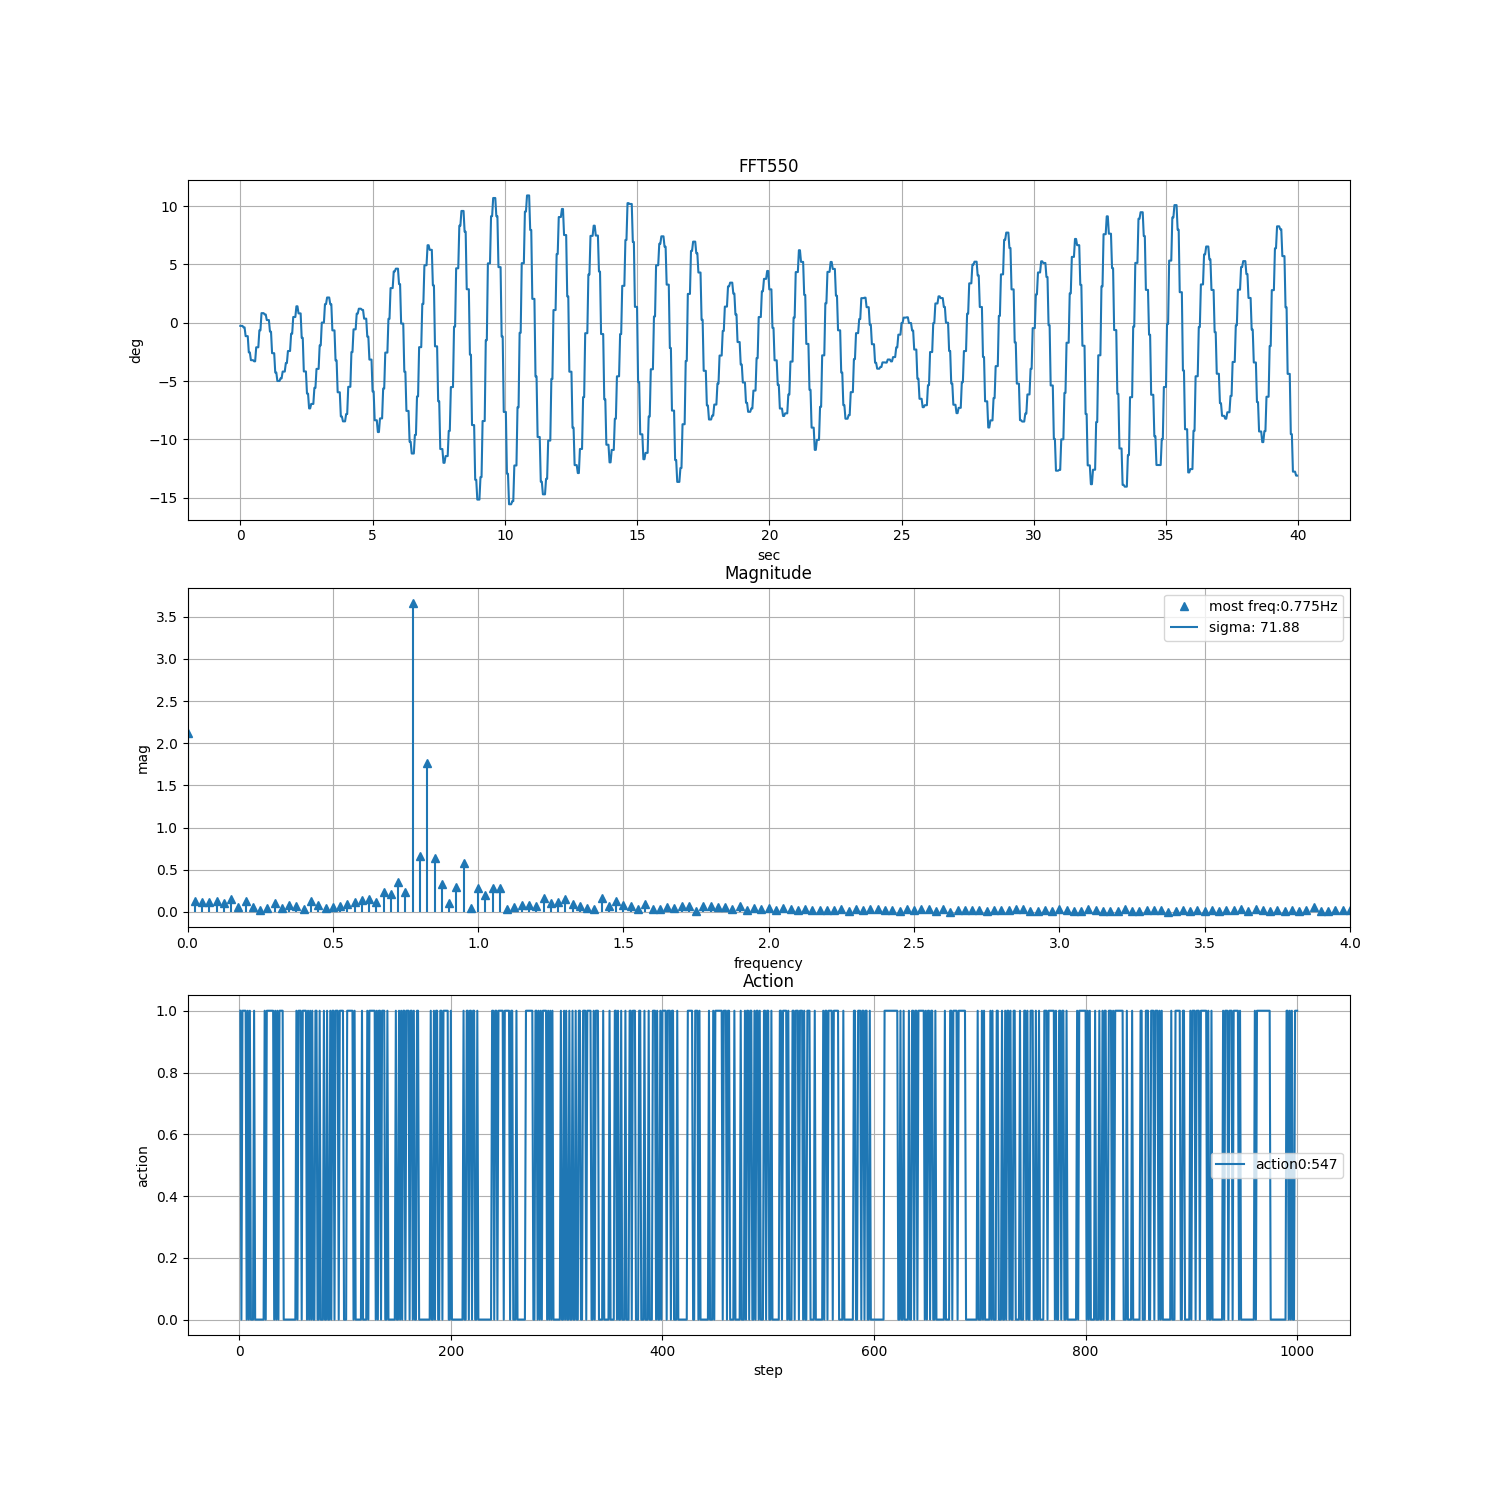 FFT550
10
5
0
−5
−10
−15
deg
0 5 10 15 20 25 30 35 40
sec
Magnitude
most freq:0.775Hz
sigma: 71.88
3.5
3.0
2.5
2.0
1.5
1.0
0.5
0.0
mag
0.0 0.5 1.0 1.5 2.0 2.5 3.0 3.5 4.0
frequency
Action
1.0
0.8
0.6
0.4
0.2
0.0
action
action0:547
0 200 400 600 800 1000
step